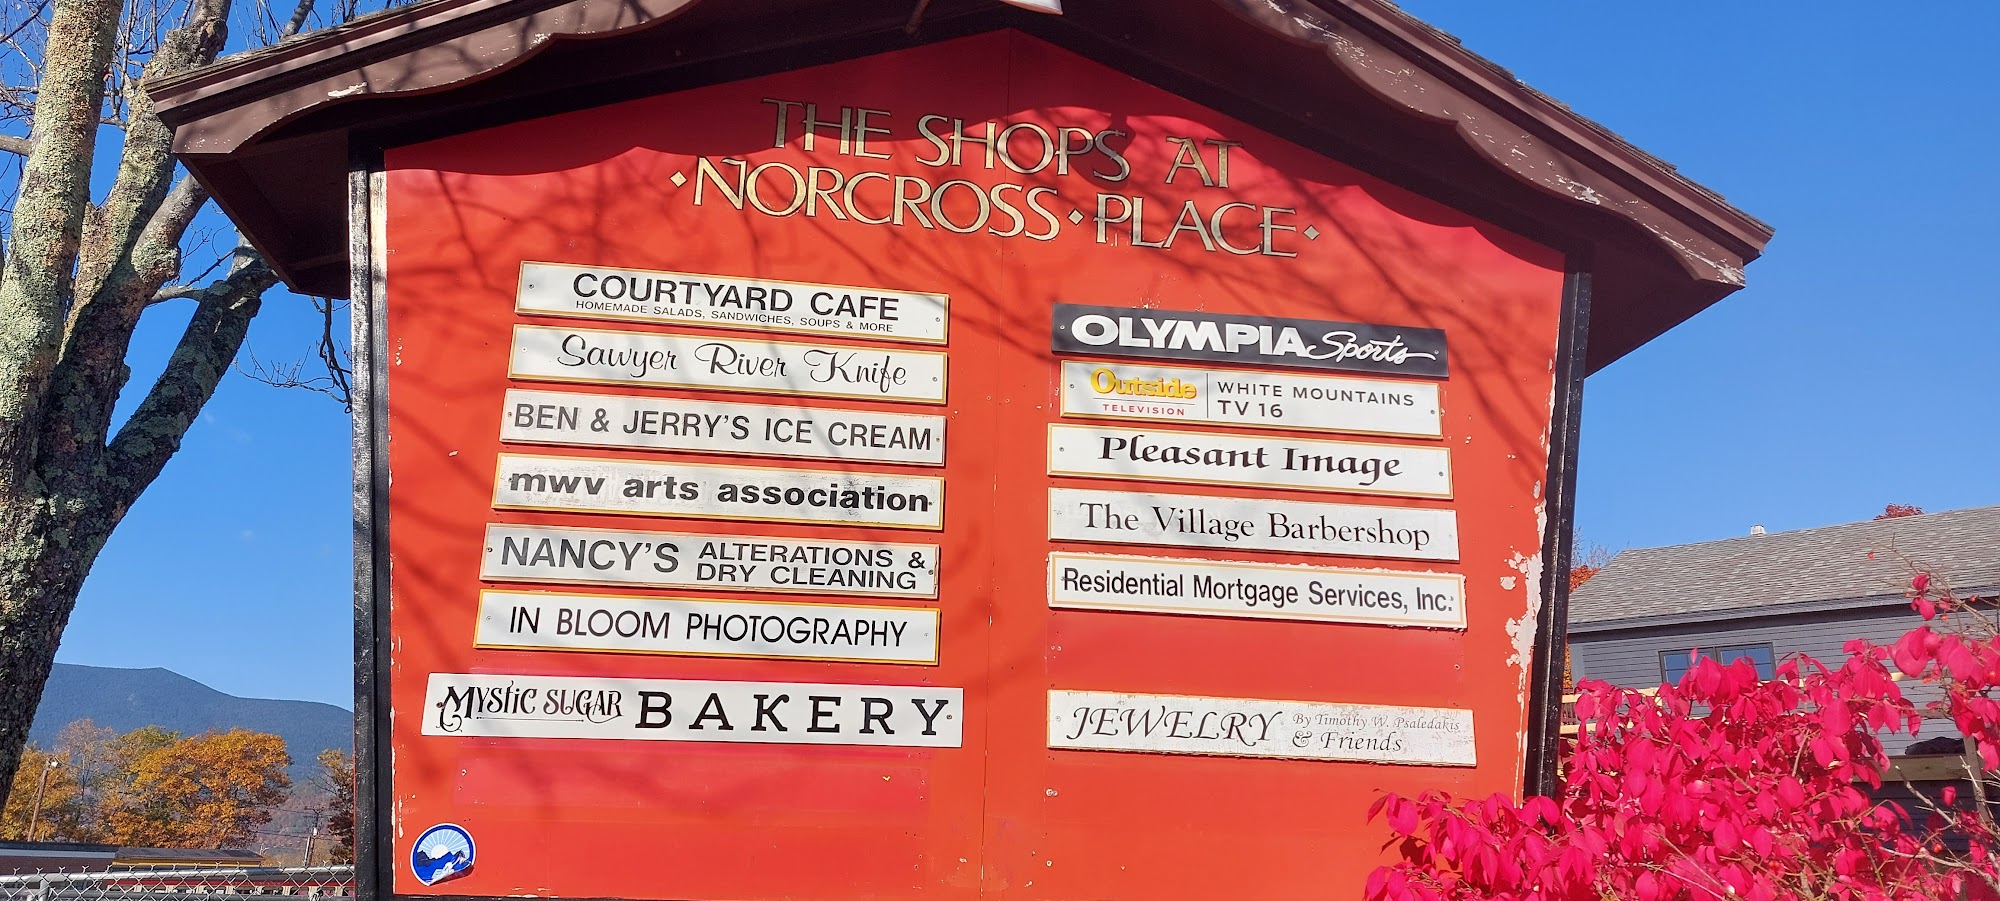 THE SHOPS AT
·NORCROSS·PLACE·
COURTYARD CAFE
HOMEMADE SALADS, SANDWICHES, SOUPS & MORE
Sawyer River Knife
BEN & JERRY'S ICE CREAM
mwv arts association
NANCY'S ALTERATIONS &
DRY CLEANING
IN BLOOM PHOTOGRAPHY
MYSTIC SUGAR BAKERY
OLYMPIA Sports
Outside
TELEVISION
WHITE MOUNTAINS
TV 16
Pleasant Image
The Village Barbershop
Residential Mortgage Services, Inc.
JEWELRY By Timothy W. Psaledakis
& Friends